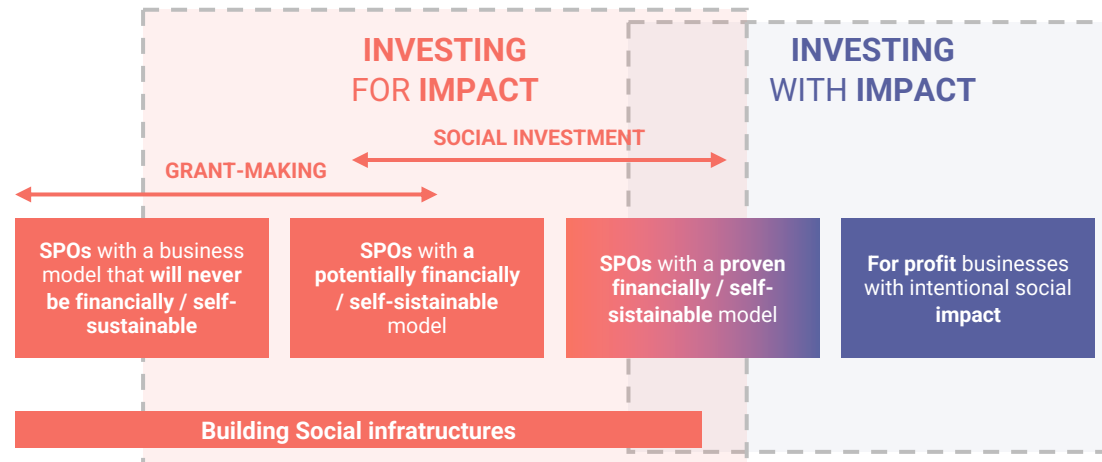 INVESTING
FOR IMPACT
INVESTING
WITH IMPACT
SOCIAL INVESTMENT
GRANT-MAKING
SPOs with a business
model that will never
be financially / self-
sustainable
SPOs with a
potentially financially
/ self-sistainable
model
SPOs with a proven
financially / self-
sistainable model
For profit businesses
with intentional social
impact
Building Social infratructures